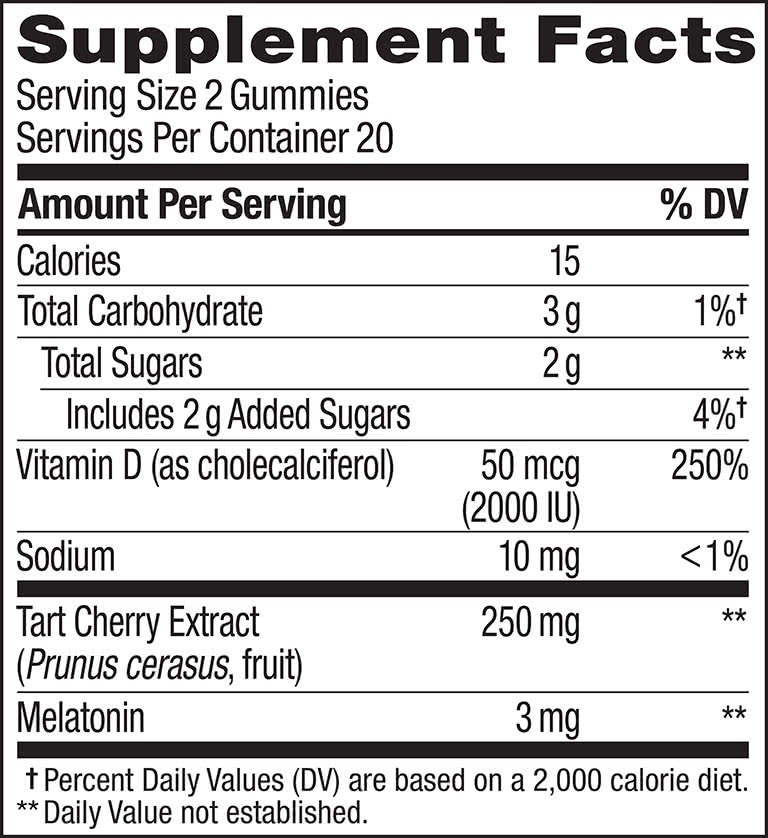 Supplement Facts
Serving Size 2 Gummies
Servings Per Container 20
Amount Per Serving % DV
Calories 15
Total Carbohydrate 3 g 1%†
Total Sugars 2 g **
Includes 2 g Added Sugars 4%†
Vitamin D (as cholecalciferol) 50 mcg 250%
(2000 IU)
Sodium 10 mg <1%
Tart Cherry Extract 250 mg **
(Prunus cerasus, fruit)
Melatonin 3 mg **
† Percent Daily Values (DV) are based on a 2,000 calorie diet.
** Daily Value not established.